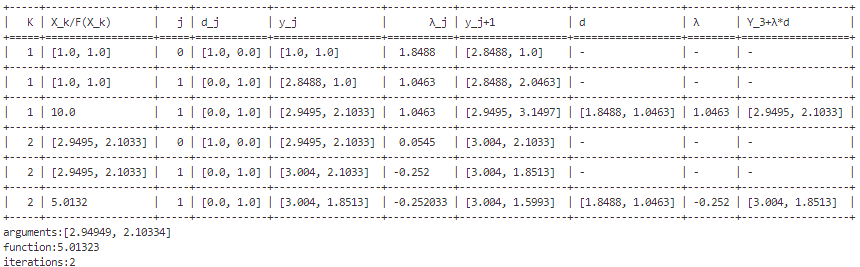 +-----+------------------+-----+------------+------------------+-----------+------------------+------------------+--------+------------------+
|   K | X_k/F(X_k)       |   j | d_j        | y_j              |       λ_j | y_j+1            | d                | λ      | Y_3+λ*d          |
+=====+==================+=====+============+==================+===========+==================+==================+========+==================+
|   1 | [1.0, 1.0]       |   0 | [1.0, 0.0] | [1.0, 1.0]       |  1.8488   | [2.8488, 1.0]    | -                | -      | -                |
+-----+------------------+-----+------------+------------------+-----------+------------------+------------------+--------+------------------+
|   1 | [1.0, 1.0]       |   1 | [0.0, 1.0] | [2.8488, 1.0]    |  1.0463   | [2.8488, 2.0463] | -                | -      | -                |
+-----+------------------+-----+------------+------------------+-----------+------------------+------------------+--------+------------------+
|   1 | 10.0             |   1 | [0.0, 1.0] | [2.9495, 2.1033] |  1.0463   | [2.9495, 3.1497] | [1.8488, 1.0463] | 1.0463 | [2.9495, 2.1033] |
+-----+------------------+-----+------------+------------------+-----------+------------------+------------------+--------+------------------+
|   2 | [2.9495, 2.1033] |   0 | [1.0, 0.0] | [2.9495, 2.1033] |  0.0545   | [3.004, 2.1033]  | -                | -      | -                |
+-----+------------------+-----+------------+------------------+-----------+------------------+------------------+--------+------------------+
|   2 | [2.9495, 2.1033] |   1 | [0.0, 1.0] | [3.004, 2.1033]  | -0.252    | [3.004, 1.8513]  | -                | -      | -                |
+-----+------------------+-----+------------+------------------+-----------+------------------+------------------+--------+------------------+
|   2 | 5.0132           |   1 | [0.0, 1.0] | [3.004, 1.8513]  | -0.252033 | [3.004, 1.5993]  | [1.8488, 1.0463] | -0.252 | [3.004, 1.8513]  |
+-----+------------------+-----+------------+------------------+-----------+------------------+------------------+--------+------------------+
arguments:[2.94949, 2.10334]
function:5.01323
iterations:2